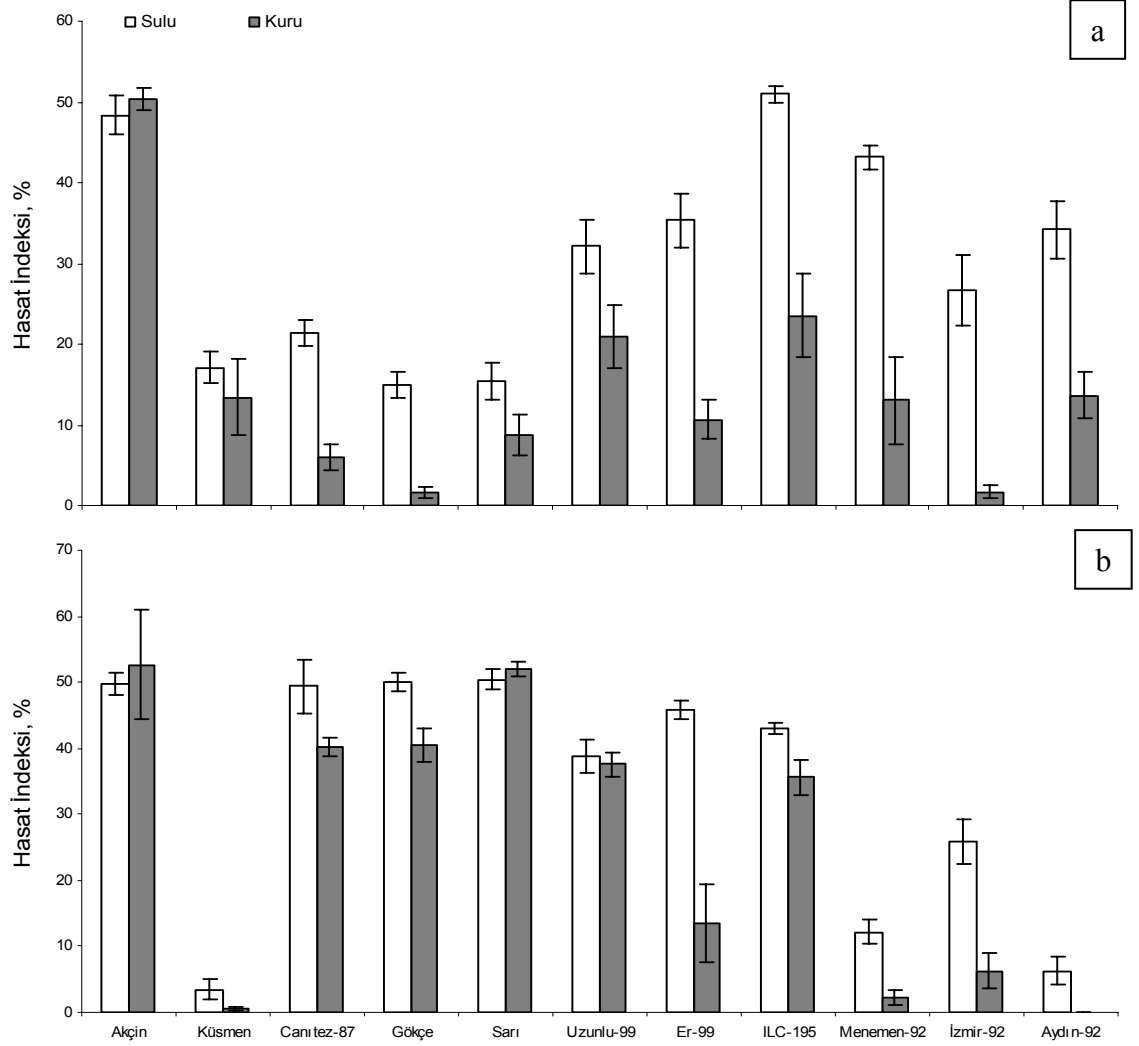 60
Sulu Kuru
a
50
40
30
20
10
0
Hasat İndeksi, %
70
b
60
50
40
30
20
10
0
Hasat İndeksi, %
Akçin Küsmen Canıtez-87 Gökçe Sarı Uzunlu-99 Er-99 ILC-195 Menemen-92 İzmir-92 Aydın-92